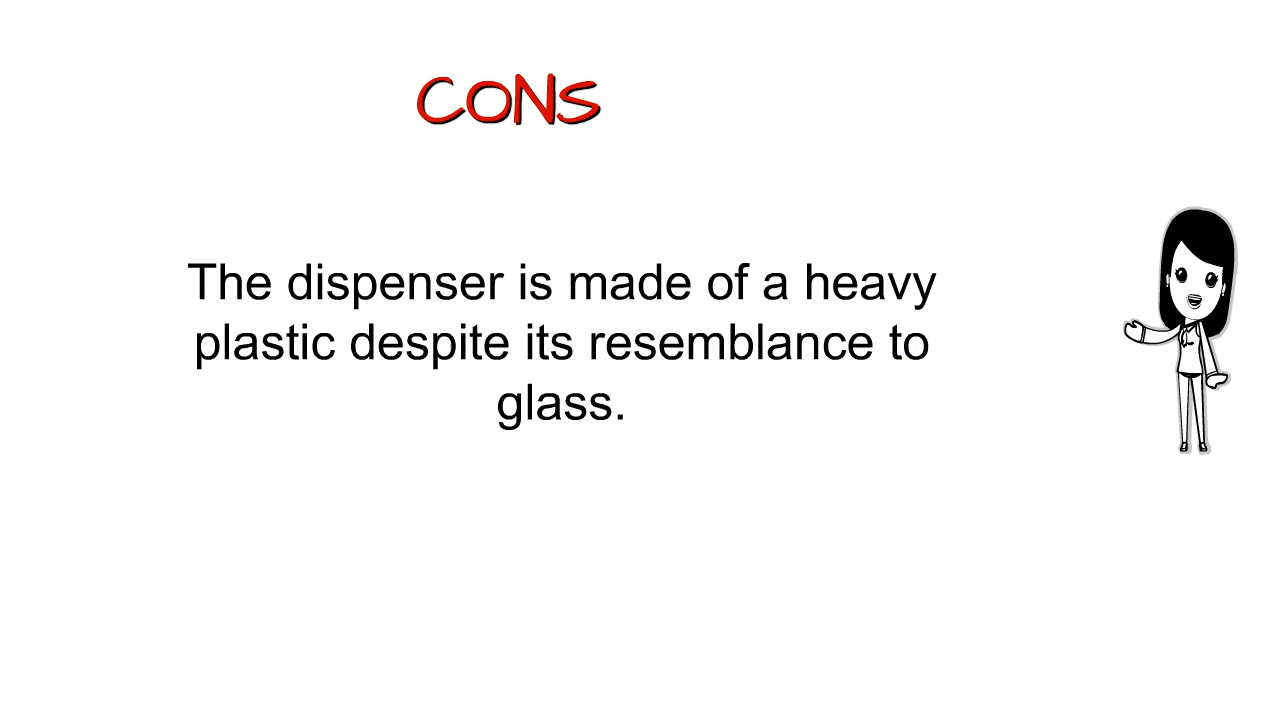 CONS
The dispenser is made of a heavy
plastic despite its resemblance to
glass.